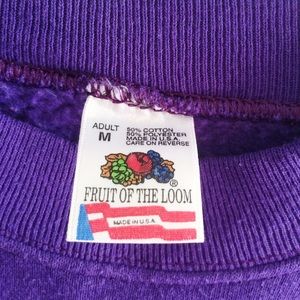 ADULT
M
50% COTTON
50% POLYESTER
MADE IN U.S.A.
CARE ON REVERSE
®
FRUIT OF THE LOOM
MADE IN U.S.A.